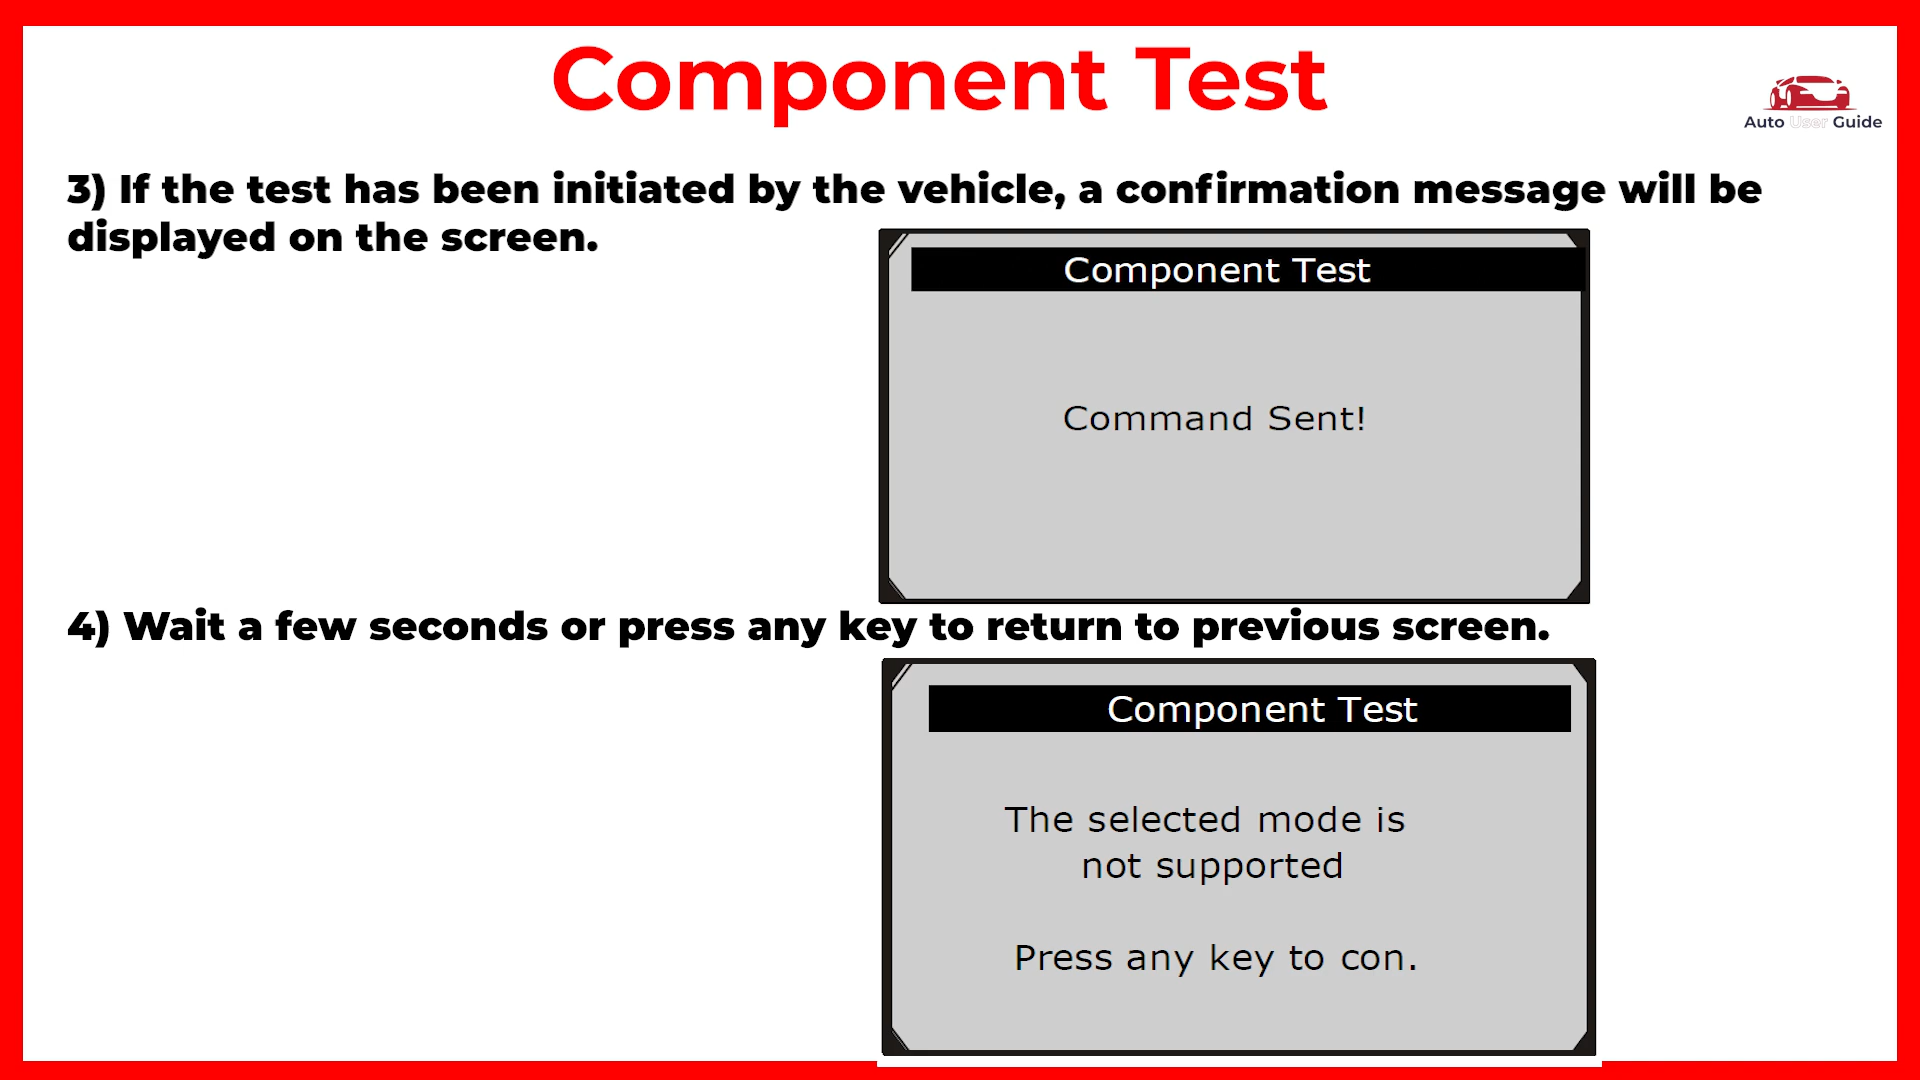 Component Test
Auto User Guide
3) If the test has been initiated by the vehicle, a confirmation message will be
displayed on the screen.
Component Test
Command Sent!
4) Wait a few seconds or press any key to return to previous screen.
Component Test
The selected mode is
not supported
Press any key to con.